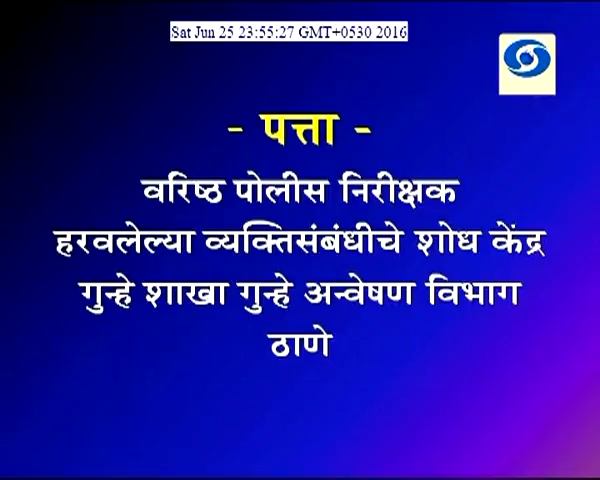 Sat Jun 25 23:55:27 GMT+0530 2016
- पत्ता -
वरिष्ठ पोलीस निरीक्षक
हरवलेल्या व्यक्तिसंबंधीचे शोध केंद्र
गुन्हे शाखा गुन्हे अन्वेषण विभाग
ठाणे